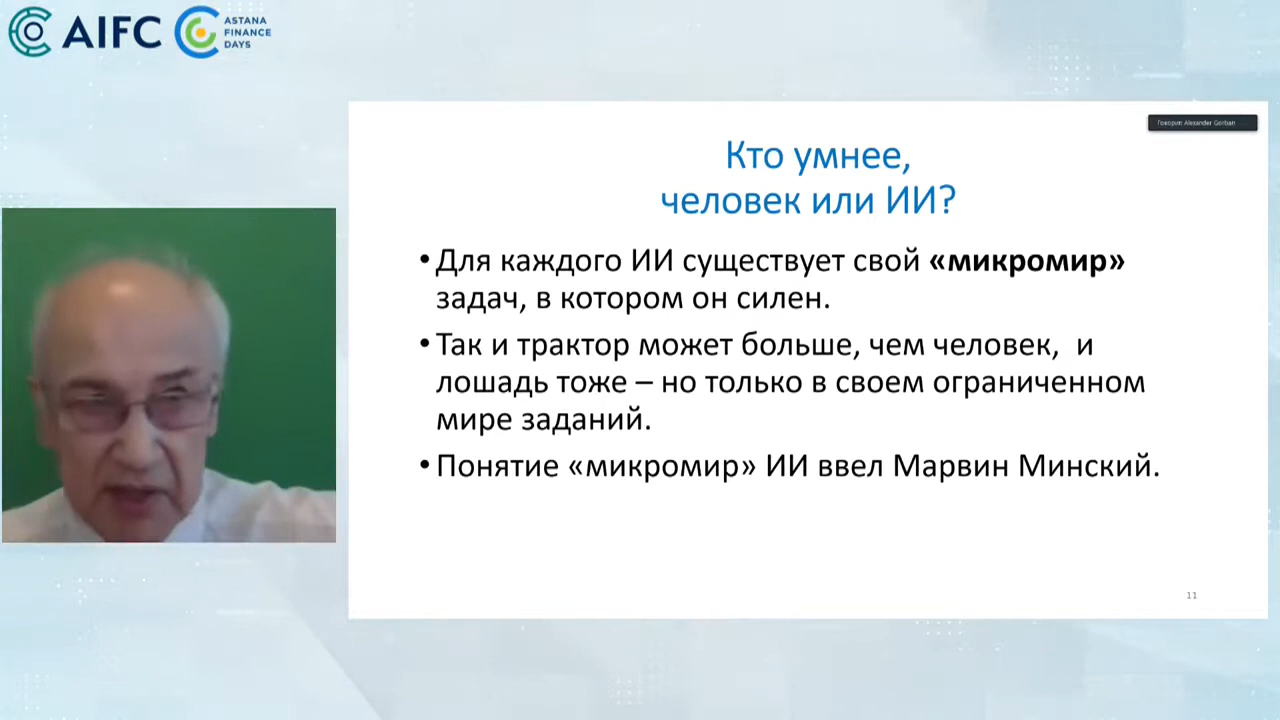 AIFC
ASTANA
FINANCE
DAYS
Говорит: Alexander Gorban
Кто умнее,
человек или ИИ?
•Для каждого ИИ существует свой «микромир»
задач, в котором он силен.
•Так и трактор может больше, чем человек, и
лошадь тоже – но только в своем ограниченном
мире заданий.
•Понятие «микромир» ИИ ввел Марвин Минский.
11